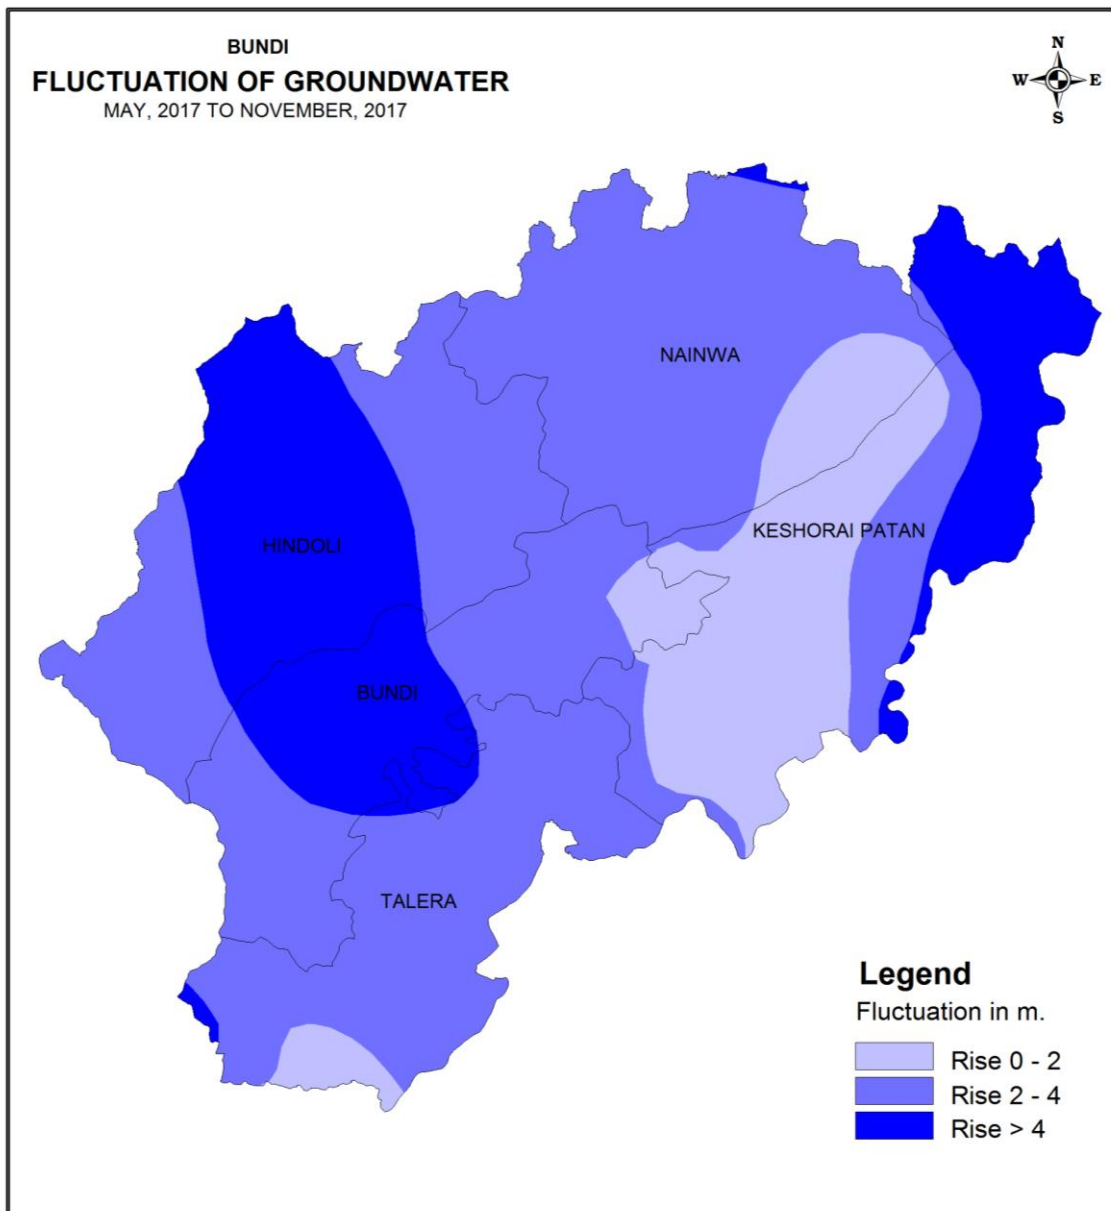 BUNDI
FLUCTUATION OF GROUNDWATER
MAY, 2017 TO NOVEMBER, 2017
N
W E
S
NAINWA
KESHORAI PATAN
HINDOLI
BUNDI
TALERA
Legend
Fluctuation in m.
Rise 0 - 2
Rise 2 - 4
Rise > 4